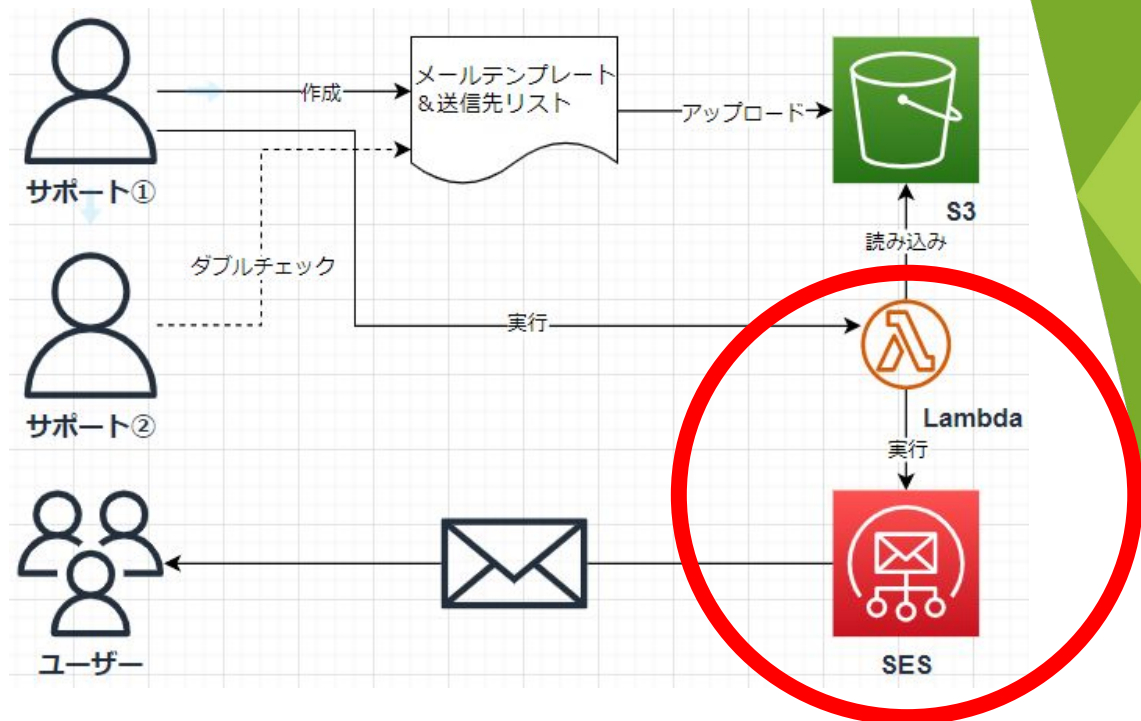 作成
メールテンプレート
&送信先リスト
アップロード
サポート①
S3
読み込み
ダブルチェック
実行
Lambda
サポート②
実行
ユーザー
SES